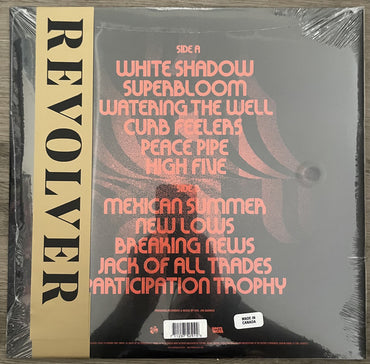 REVOLVER
SIDE A
WHITE SHADOW
SUPERBLOOM
WATERING THE WELL
CURB FEELERS
PEACE PIPE
HIGH FIVE
MEXICAN SUMMER
NEW LOWS
BREAKING NEWS
JACK OF ALL TRADES
PARTICIPATION TROPHY
MADE IN
CANADA